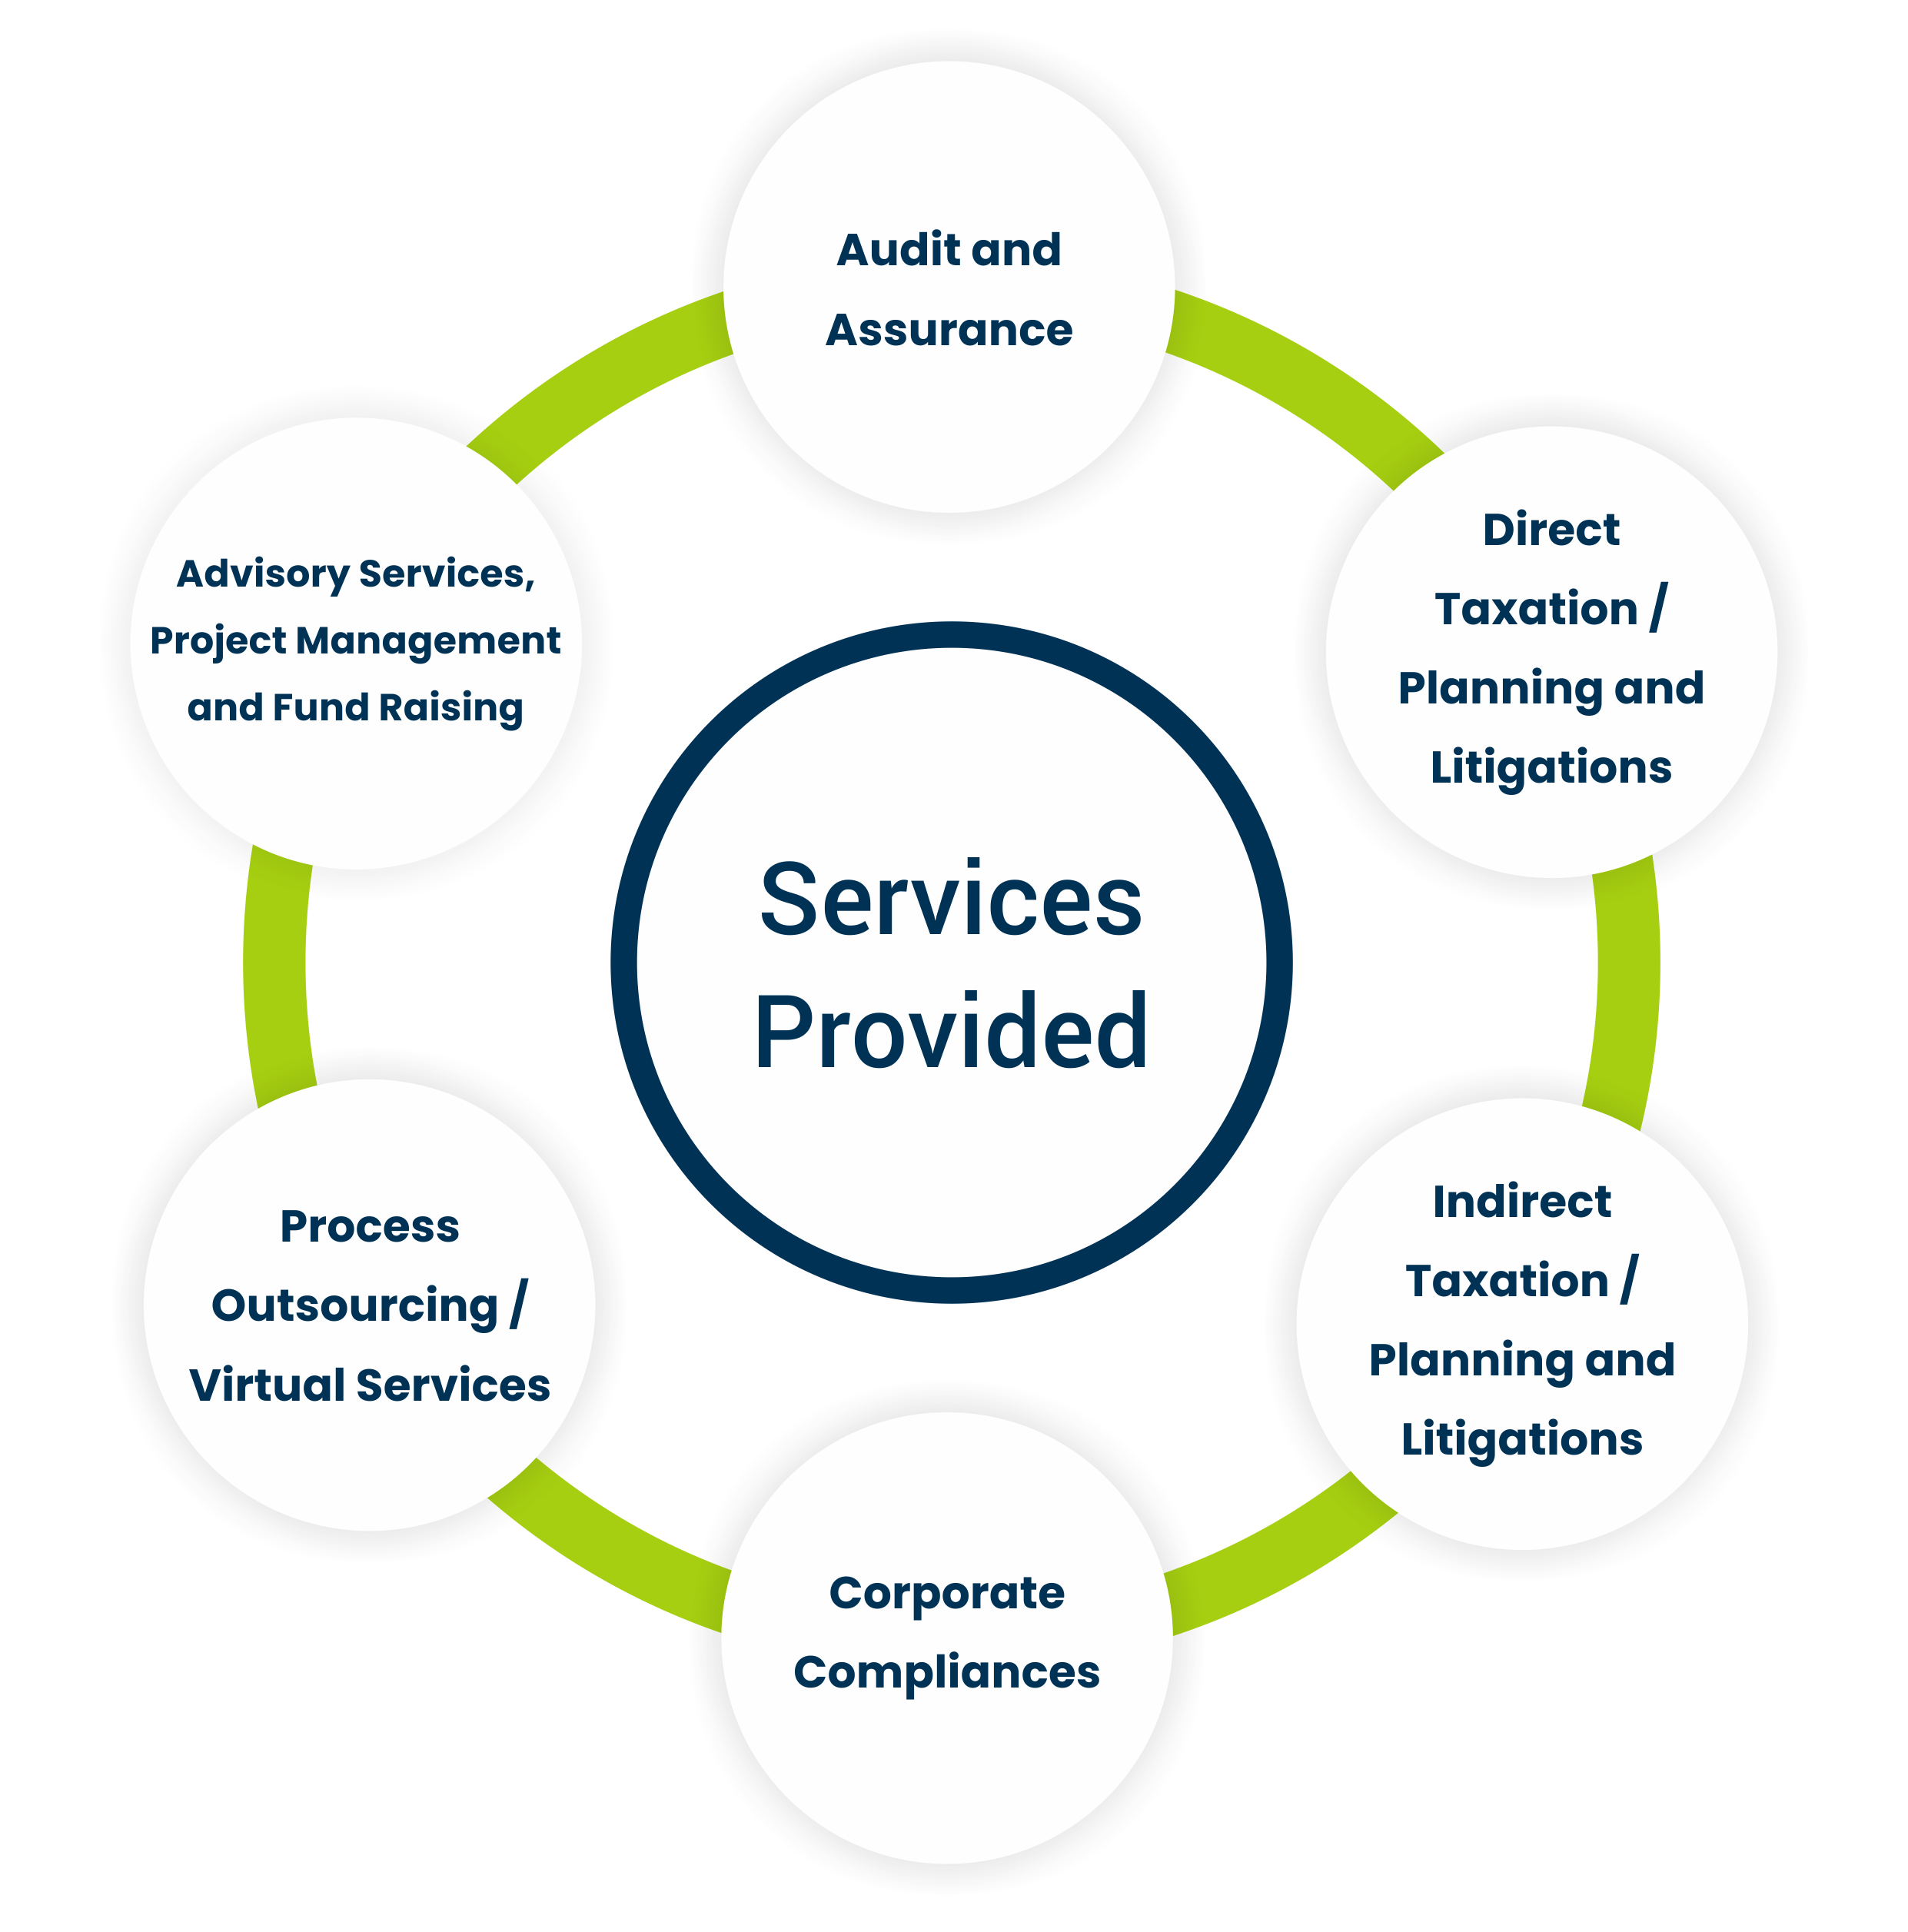 Audit and
Assurance
Direct
Taxation /
Planning and
Litigations
Indirect
Taxation /
Planning and
Litigations
Corporate
Compliances
Process
Outsourcing /
Virtual Services
Advisory Services,
Project Management
and Fund Raising
Services
Provided